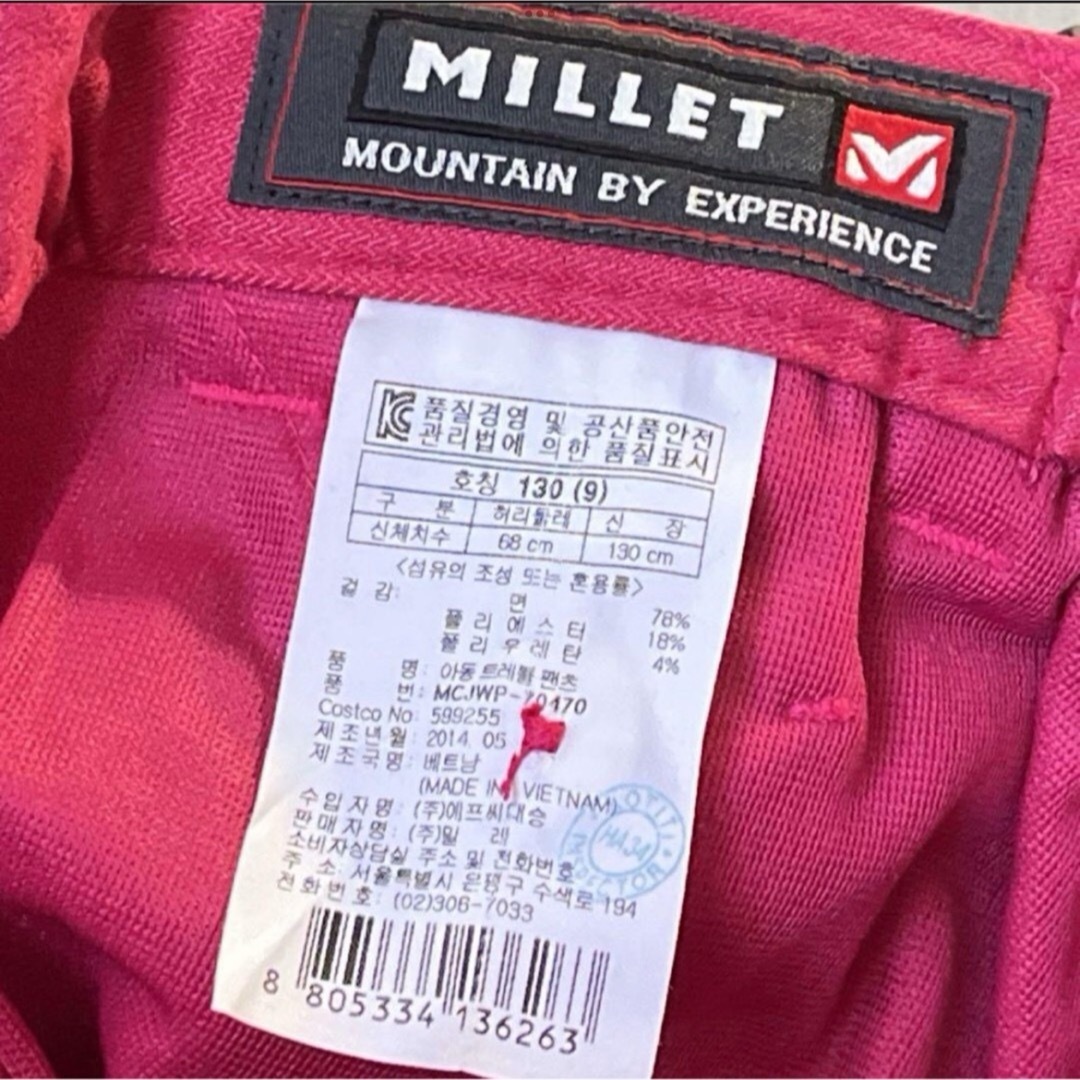 MILLET
MOUNTAIN BY EXPERIENCE
품질경영 및 공산품안전
관리법에 의한 품질표시
호칭 130 (9)
구 분 허리둘레 신 장
신체치수 68 cm 130 cm
<섬유의 조성 또는 혼용률>
겉 감: 면 78%
폴 리 에 스 터 18%
폴 리 우 레 탄 4%
품 명: 아동 트레블 팬츠
품 번: MCJWP-70470
Costco No: 599255
제조년월: 2014. 05
제조국명: 베트남
(MADE IN VIETNAM)
수입자명: (주)에프씨대승
판매자명: (주)밀 레
소비자상담실 주소 및 전화번호
주 소: 서울특별시 은평구 수색로 194
전화번호: (02)306-7033
INSPECTOR
HA34
8 805334 136263